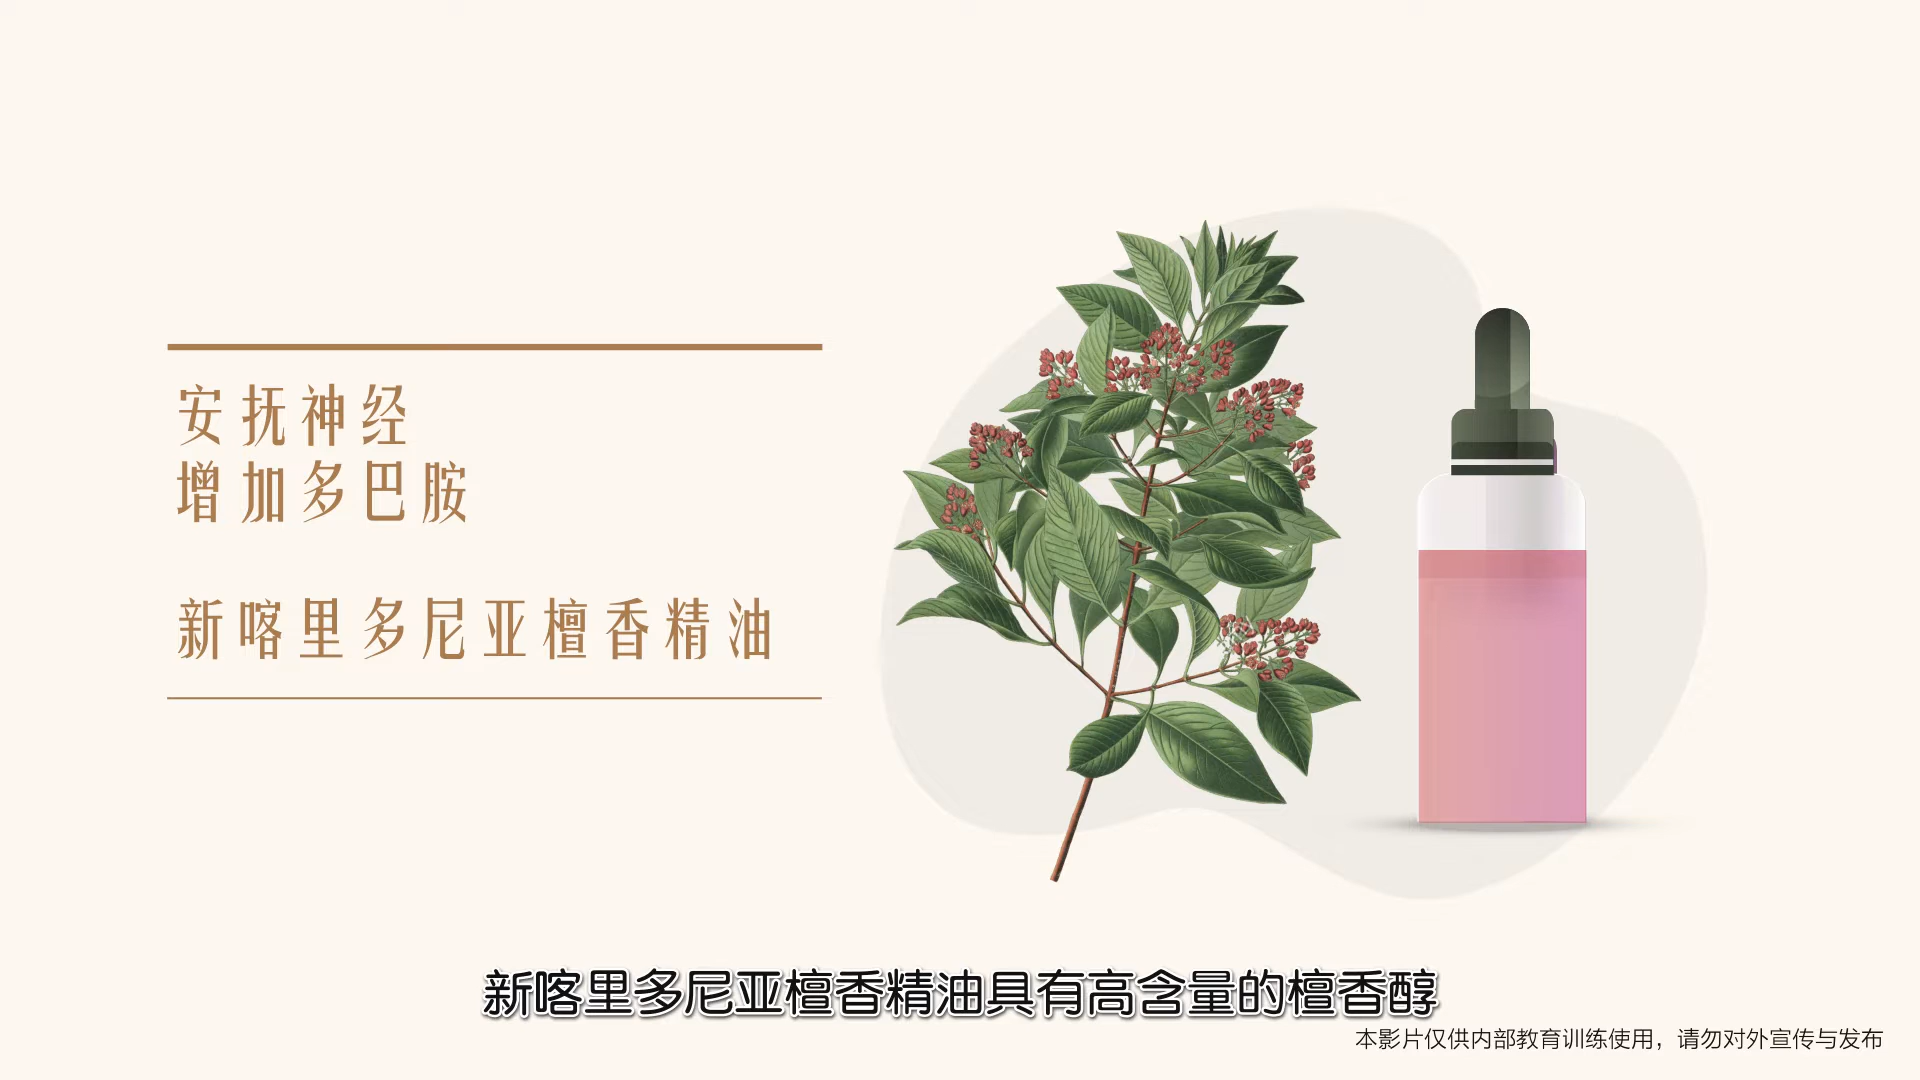 安抚神经
增加多巴胺
新喀里多尼亚檀香精油
新喀里多尼亚檀香精油具有高含量的檀香醇
本影片仅供内部教育训练使用，请勿对外宣传与发布